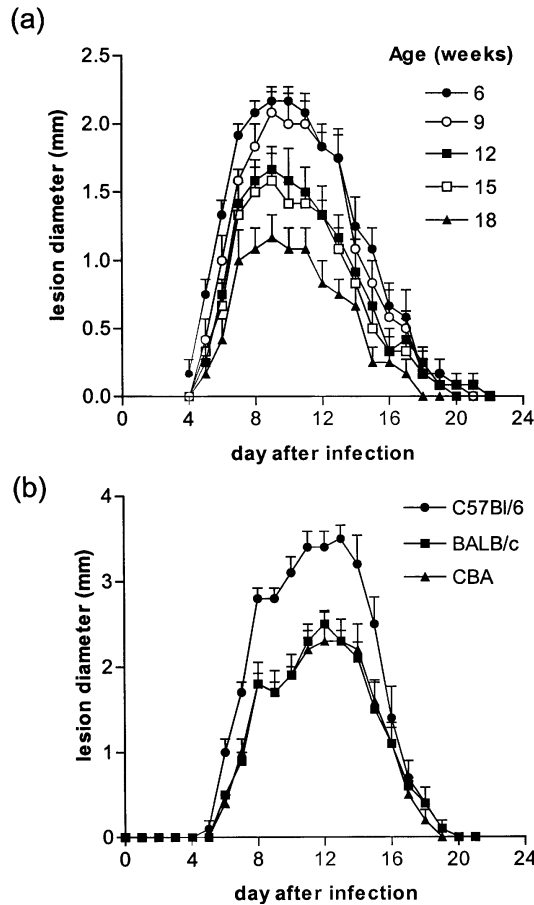 (a)
Age (weeks)
6
9
12
15
18
lesion diameter (mm)
2.5
2.0
1.5
1.0
0.5
0.0
0 4 8 12 16 20 24
day after infection
(b)
C57Bl/6
BALB/c
CBA
lesion diameter (mm)
4
3
2
1
0
0 4 8 12 16 20 24
day after infection